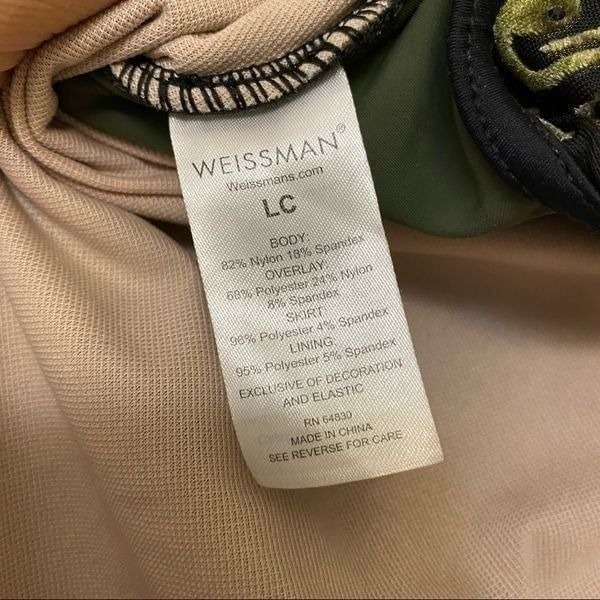 WEISSMAN®
Weissmans.com
LC
BODY:
82% Nylon 18% Spandex
OVERLAY:
68% Polyester 24% Nylon
8% Spandex
SKIRT:
96% Polyester 4% Spandex
LINING:
95% Polyester 5% Spandex
EXCLUSIVE OF DECORATION
AND ELASTIC
RN 64830
MADE IN CHINA
SEE REVERSE FOR CARE